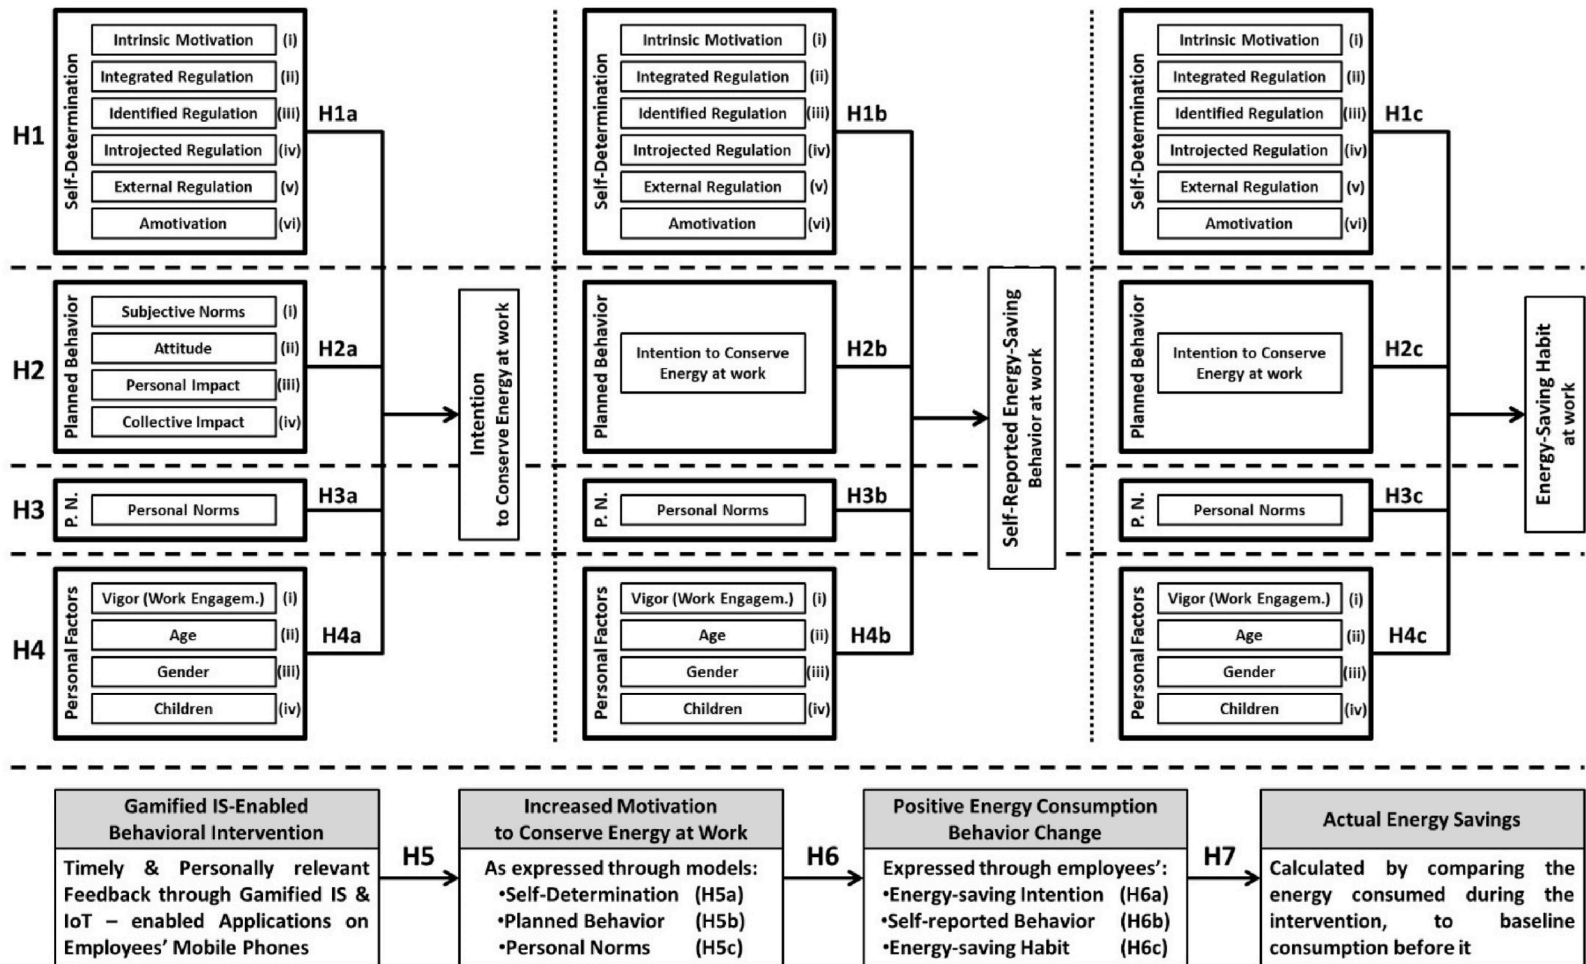 H1
Self-Determination
Intrinsic Motivation (i)
Integrated Regulation (ii)
Identified Regulation (iii)
Introjected Regulation (iv)
External Regulation (v)
Amotivation (vi)
H1a
Self-Determination
Intrinsic Motivation (i)
Integrated Regulation (ii)
Identified Regulation (iii)
Introjected Regulation (iv)
External Regulation (v)
Amotivation (vi)
H1b
Self-Determination
Intrinsic Motivation (i)
Integrated Regulation (ii)
Identified Regulation (iii)
Introjected Regulation (iv)
External Regulation (v)
Amotivation (vi)
H1c
H2
Planned Behavior
Subjective Norms (i)
Attitude (ii)
Personal Impact (iii)
Collective Impact (iv)
H2a
Intention
to Conserve Energy at work
Planned Behavior
Intention to Conserve
Energy at work
H2b
Self-Reported Energy-Saving
Behavior at work
Planned Behavior
Intention to Conserve
Energy at work
H2c
Energy-Saving Habit
at work
H3
P. N.
Personal Norms
H3a
P. N.
Personal Norms
H3b
P. N.
Personal Norms
H3c
H4
Personal Factors
Vigor (Work Engagem.) (i)
Age (ii)
Gender (iii)
Children (iv)
H4a
Personal Factors
Vigor (Work Engagem.) (i)
Age (ii)
Gender (iii)
Children (iv)
H4b
Personal Factors
Vigor (Work Engagem.) (i)
Age (ii)
Gender (iii)
Children (iv)
H4c
Gamified IS-Enabled
Behavioral Intervention
Timely & Personally relevant
Feedback through Gamified IS &
IoT – enabled Applications on
Employees’ Mobile Phones
H5
Increased Motivation
to Conserve Energy at Work
As expressed through models:
•Self-Determination (H5a)
•Planned Behavior (H5b)
•Personal Norms (H5c)
H6
Positive Energy Consumption
Behavior Change
Expressed through employees’:
•Energy-saving Intention (H6a)
•Self-reported Behavior (H6b)
•Energy-saving Habit (H6c)
H7
Actual Energy Savings
Calculated by comparing the
energy consumed during the
intervention, to baseline
consumption before it